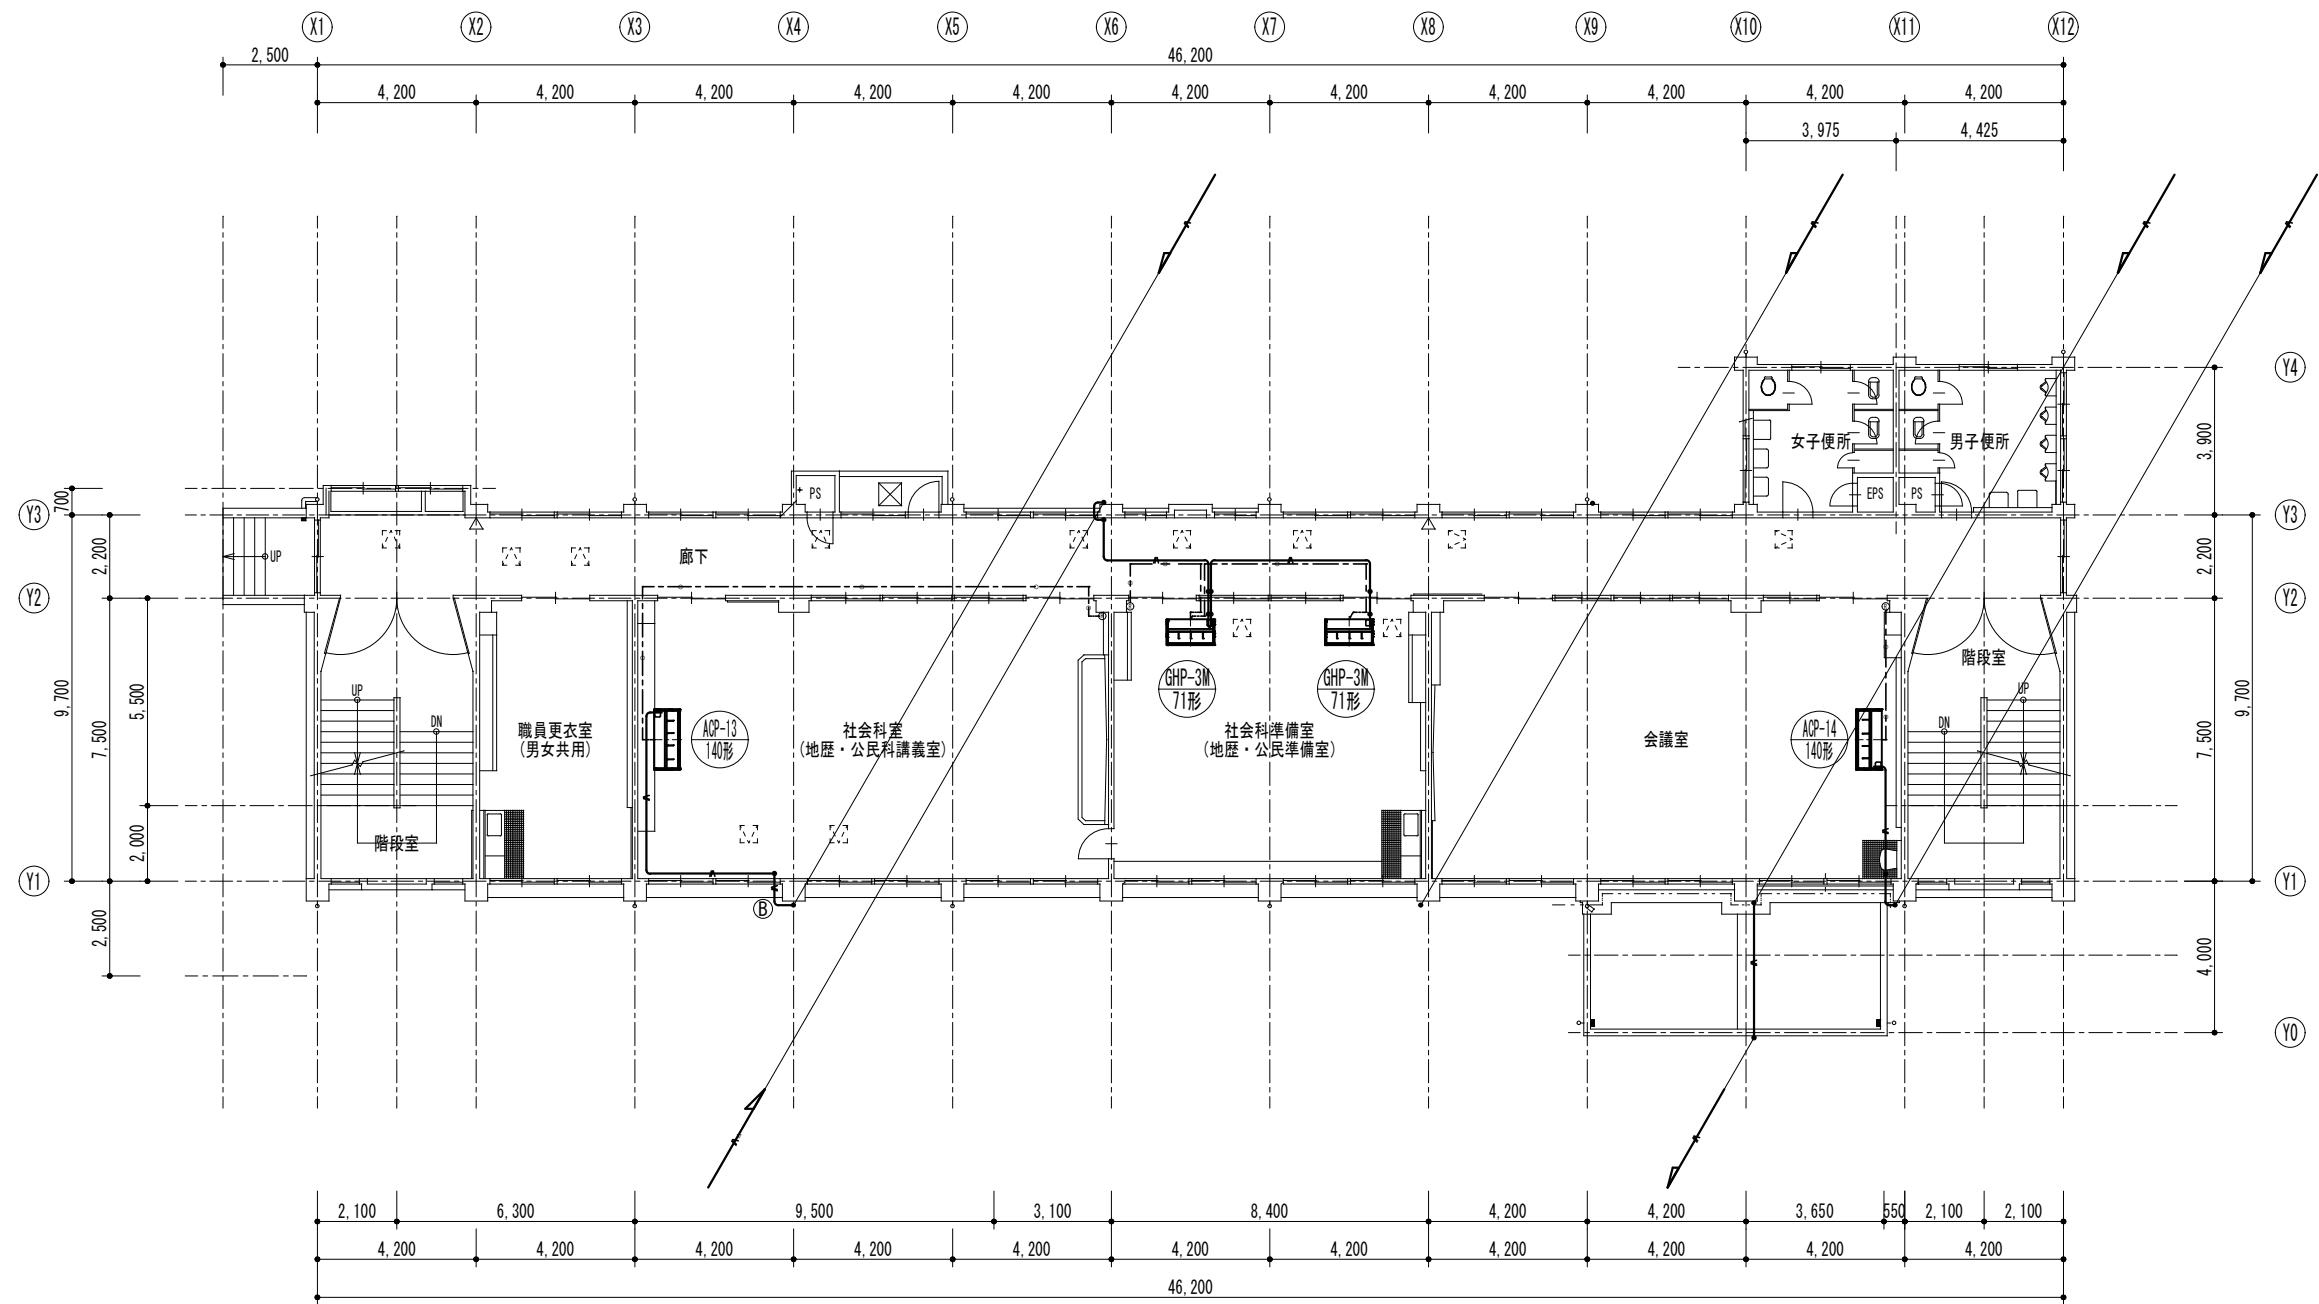 X1 X2 X3 X4 X5 X6 X7 X8 X9 X10 X11 X12
2,500 46,200
4,200 4,200 4,200 4,200 4,200 4,200 4,200 4,200 4,200 4,200 4,200
3,975 4,425
Y4
3,900
女子便所 男子便所
700
PS EPS PS
Y3 Y3
2,200 UP 廊下 2,200
Y2 Y2
階段室
GHP-3M GHP-3M
71形 71形
9,700 7,500 5,500 UP DN
職員更衣室
(男女共用)
ACP-13
140形
社会科室
(地歴・公民科講義室)
社会科準備室
(地歴・公民準備室)
会議室
ACP-14
140形
DN UP 7,500 9,700
2,000 階段室
Y1 Y1
B
2,500 4,000
Y0
2,100 6,300 9,500 3,100 8,400 4,200 4,200 3,650 550 2,100 2,100
4,200 4,200 4,200 4,200 4,200 4,200 4,200 4,200 4,200 4,200 4,200
46,200